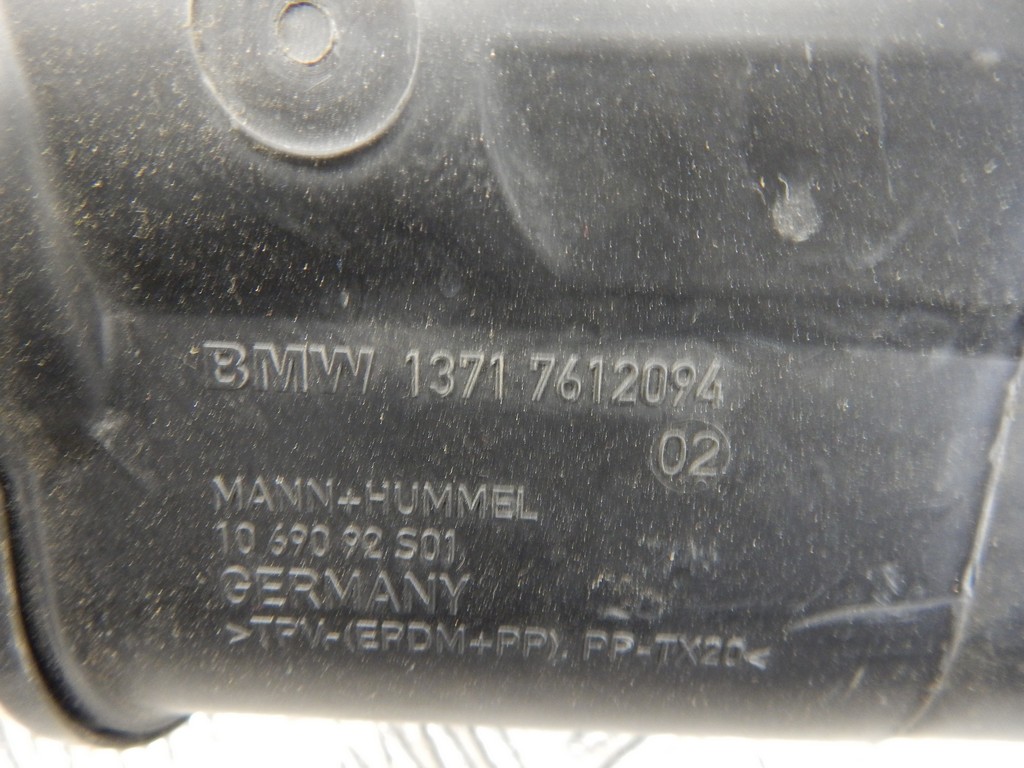 BMW 1371 7612094
02
MANN+HUMMEL
10 690 92 S01
GERMANY
>TPV-(EPDM+PP), PP-TX20<